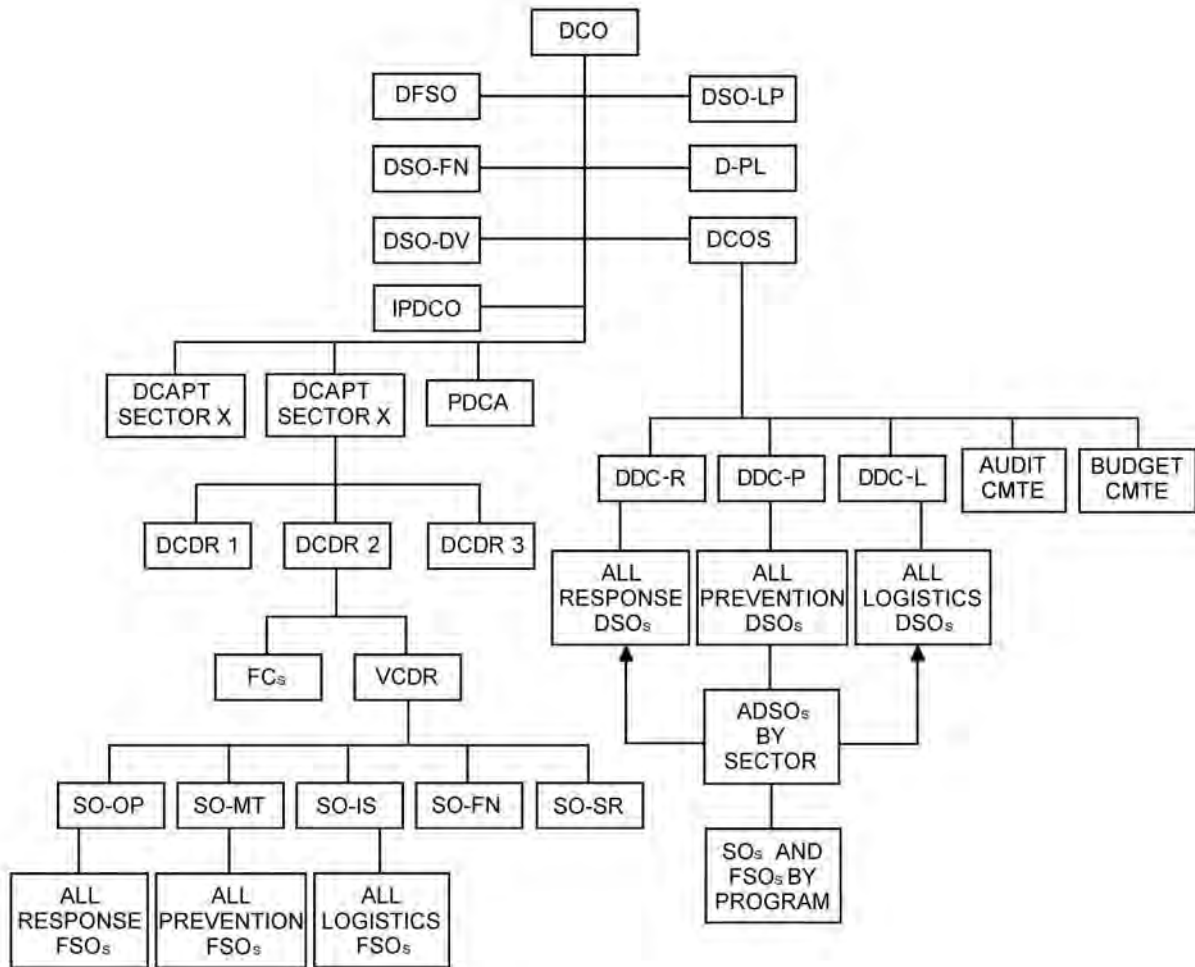 DCO
DFSO
DSO-LP
DSO-FN
D-PL
DSO-DV
DCOS
IPDCO
DCAPT
SECTOR X
DCAPT
SECTOR X
PDCA
DDC-R
DDC-P
DDC-L
AUDIT
CMTE
BUDGET
CMTE
DCDR 1
DCDR 2
DCDR 3
ALL
RESPONSE
DSOs
ALL
PREVENTION
DSOs
ALL
LOGISTICS
DSOs
FCs
VCDR
ADSOs
BY
SECTOR
SO-OP
SO-MT
SO-IS
SO-FN
SO-SR
SOs AND
FSOs BY
PROGRAM
ALL
RESPONSE
FSOs
ALL
PREVENTION
FSOs
ALL
LOGISTICS
FSOs